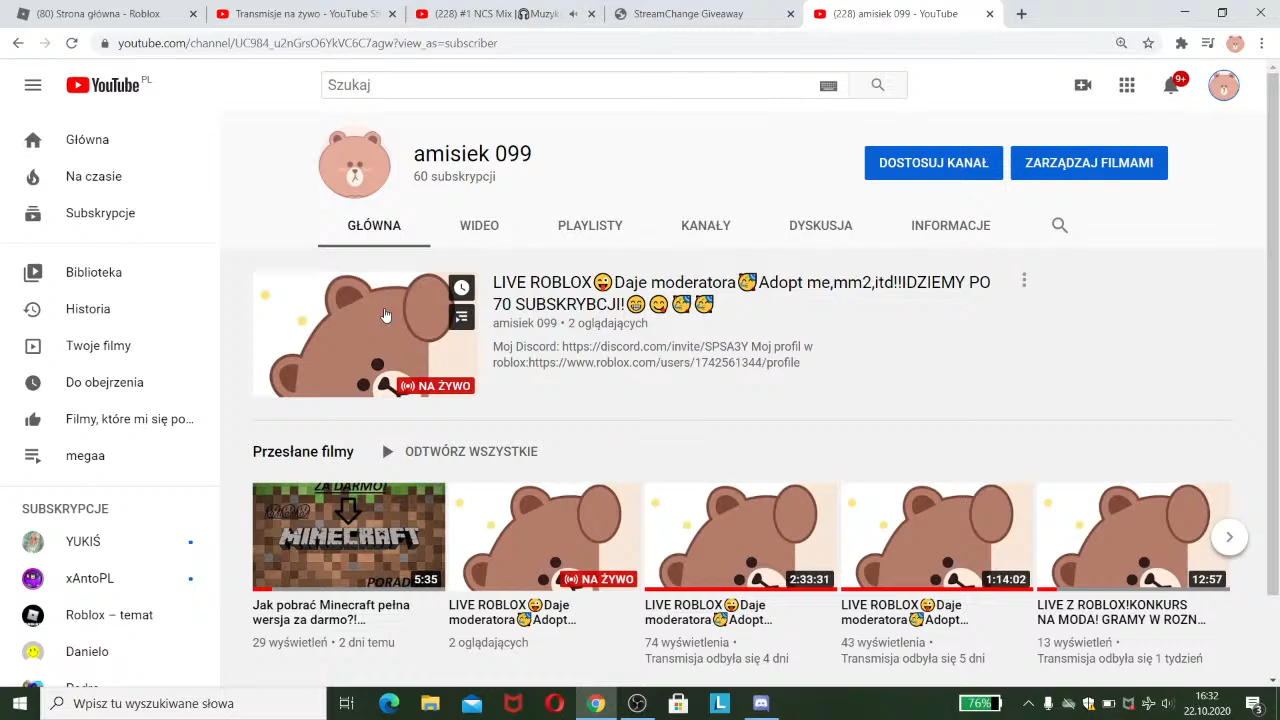 (80) Strona główna - Roblox
Transmisje na żywo - YouTube S
(228) #1 NCS Mix
Muzyk
StreamChange Giveaway
(228) amisiek 099 - YouTube
youtube.com/channel/UC984_u2nGrsO6YkVC6C7agw?view_as=subscriber
YouTube PL
Szukaj
9+
Główna
Na czasie
Subskrypcje
Biblioteka
Historia
Twoje filmy
Do obejrzenia
Filmy, które mi się po...
megaa
SUBSKRYPCJE
YUKIŚ
xAntoPL
Roblox – temat
Danielo
amisiek 099
60 subskrypcji
DOSTOSUJ KANAŁ
ZARZĄDZAJ FILMAMI
GŁÓWNA
WIDEO
PLAYLISTY
KANAŁY
DYSKUSJA
INFORMACJE
LIVE ROBLOX😜Daje moderatora🥳Adopt me,mm2,itd!!IDZIEMY PO
70 SUBSKRYBCJI!😁😋🥳🥳
amisiek 099 • 2 oglądających
Moj Discord: https://discord.com/invite/SPSA3Y Moj profil w
roblox:https://www.roblox.com/users/1742561344/profile
NA ŻYWO
Przesłane filmy
ODTWÓRZ WSZYSTKIE
ZA DARMO!
MINECRAFT
PORAD
5:35
Jak pobrać Minecraft pełna
wersja za darmo?!...
29 wyświetleń • 2 dni temu
NA ŻYWO
LIVE ROBLOX😜Daje
moderatora🥳Adopt...
2 oglądających
2:33:31
LIVE ROBLOX😜Daje
moderatora🥳Adopt...
74 wyświetlenia •
Transmisja odbyła się 4 dni
1:14:02
LIVE ROBLOX😜Daje
moderatora🥳Adopt...
43 wyświetlenia •
Transmisja odbyła się 5 dni
12:57
LIVE Z ROBLOX!KONKURS
NA MODA! GRAMY W ROZN...
13 wyświetleń •
Transmisja odbyła się 1 tydzień
Wpisz tu wyszukiwane słowa
76%
16:32
22.10.2020
3